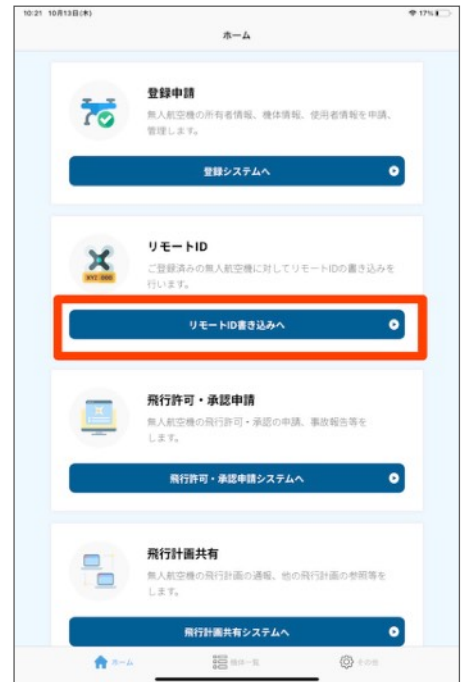 10:21 10月13日(木)
17%
ホーム
登録申請
無人航空機の所有者情報、機体情報、使用者情報を申請、
管理します。
登録システムへ
リモートID
XYZ 000
ご登録済みの無人航空機に対してリモートIDの書き込みを
行います。
リモートID書き込みへ
飛行許可・承認申請
無人航空機の飛行許可・承認の申請、事故報告等を
します。
飛行許可・承認申請システムへ
飛行計画共有
無人航空機の飛行計画の通報、他の飛行計画の参照等を
します。
飛行計画共有システムへ
ホーム
機体一覧
その他